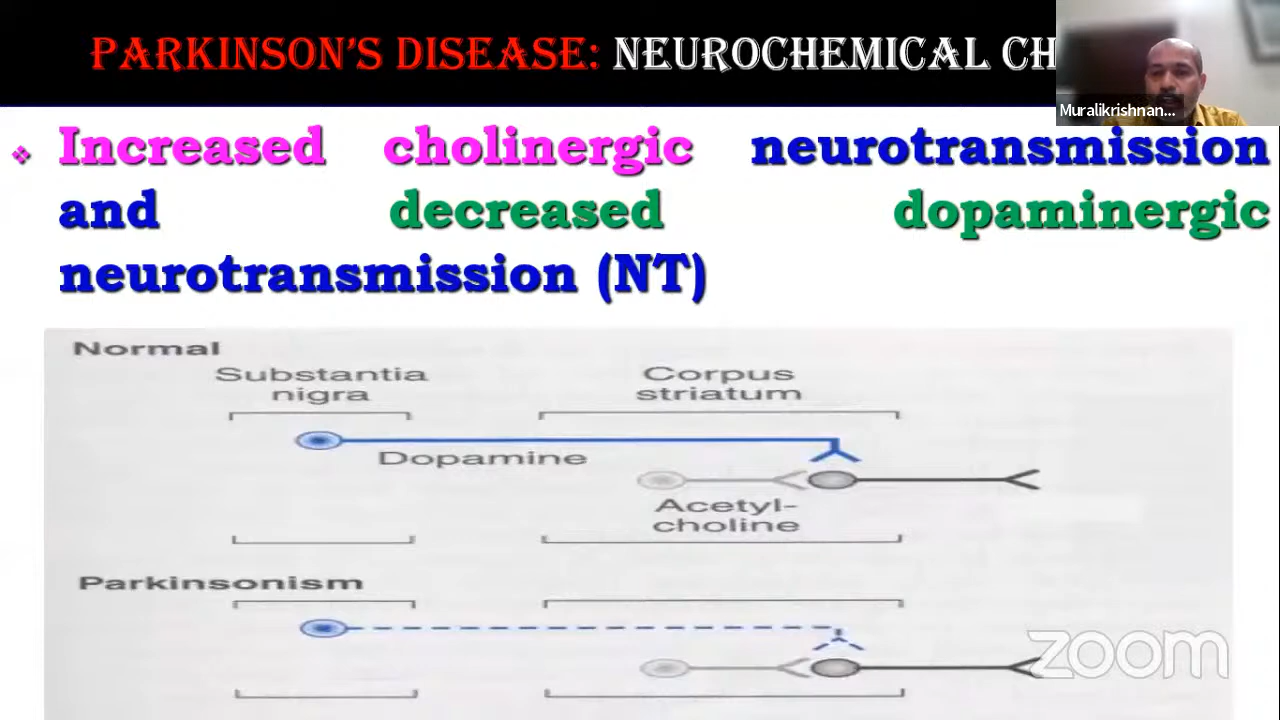 PARKINSON'S DISEASE: NEUROCHEMICAL CH
Muralikrishnan...
❖ Increased cholinergic neurotransmission
and decreased dopaminergic
neurotransmission (NT)
Normal
Substantia
nigra
Corpus
striatum
Dopamine
Acetyl-
choline
Parkinsonism
zoom